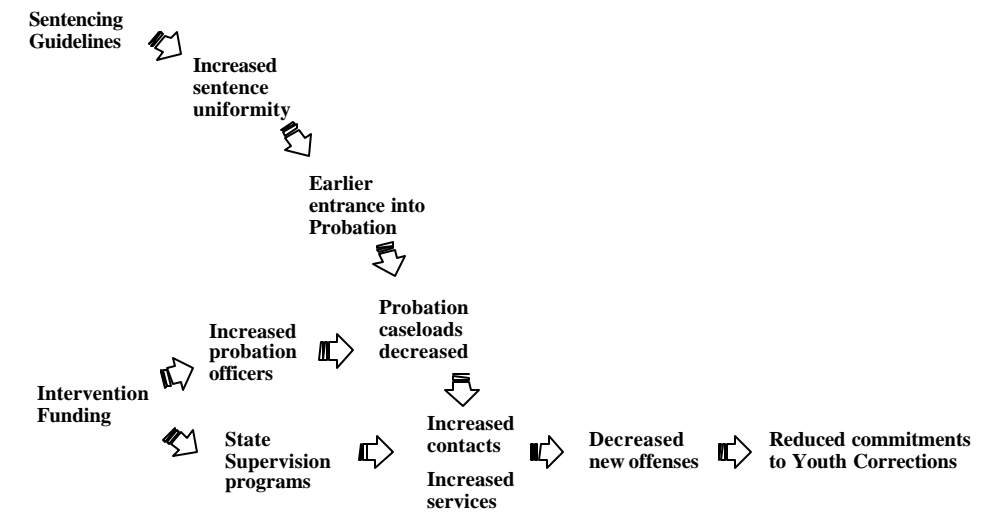 Sentencing
Guidelines
Increased
sentence
uniformity
Earlier
entrance into
Probation
Probation
caseloads
decreased
Increased
probation
officers
Intervention
Funding
State
Supervision
programs
Increased
contacts
Increased
services
Decreased
new offenses
Reduced commitments
to Youth Corrections